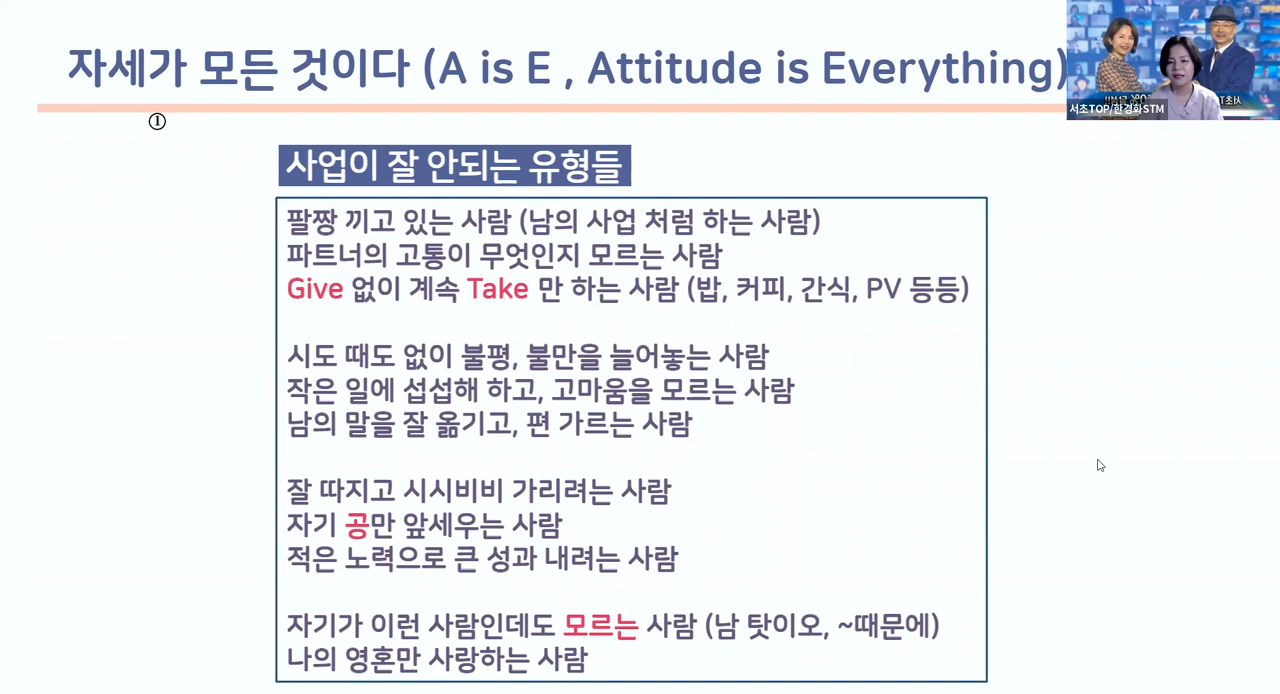 자세가 모든 것이다 (A is E , Attitude is Everything)
서초TOP/한경화STM
①
사업이 잘 안되는 유형들
팔짱 끼고 있는 사람 (남의 사업 처럼 하는 사람)
파트너의 고통이 무엇인지 모르는 사람
Give 없이 계속 Take 만 하는 사람 (밥, 커피, 간식, PV 등등)
시도 때도 없이 불평, 불만을 늘어놓는 사람
작은 일에 섭섭해 하고, 고마움을 모르는 사람
남의 말을 잘 옮기고, 편 가르는 사람
잘 따지고 시시비비 가리려는 사람
자기 공만 앞세우는 사람
적은 노력으로 큰 성과 내려는 사람
자기가 이런 사람인데도 모르는 사람 (남 탓이오, ~때문에)
나의 영혼만 사랑하는 사람